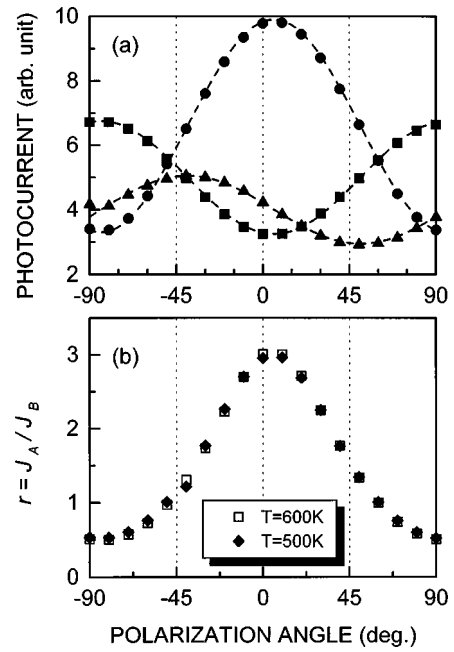 10
(a)
8
6
4
2
PHOTOCURRENT (arb. unit)
-90 -45 0 45 90
(b)
3
2
1
0
r = J_A / J_B
T=600K
T=500K
-90 -45 0 45 90
POLARIZATION ANGLE (deg.)